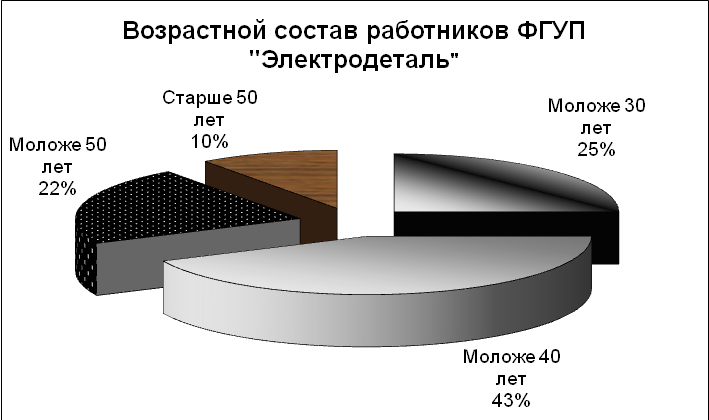 Возрастной состав работников ФГУП
"Электродеталь"
Старше 50
лет
10%
Моложе 30
лет
25%
Моложе 50
лет
22%
Моложе 40
лет
43%